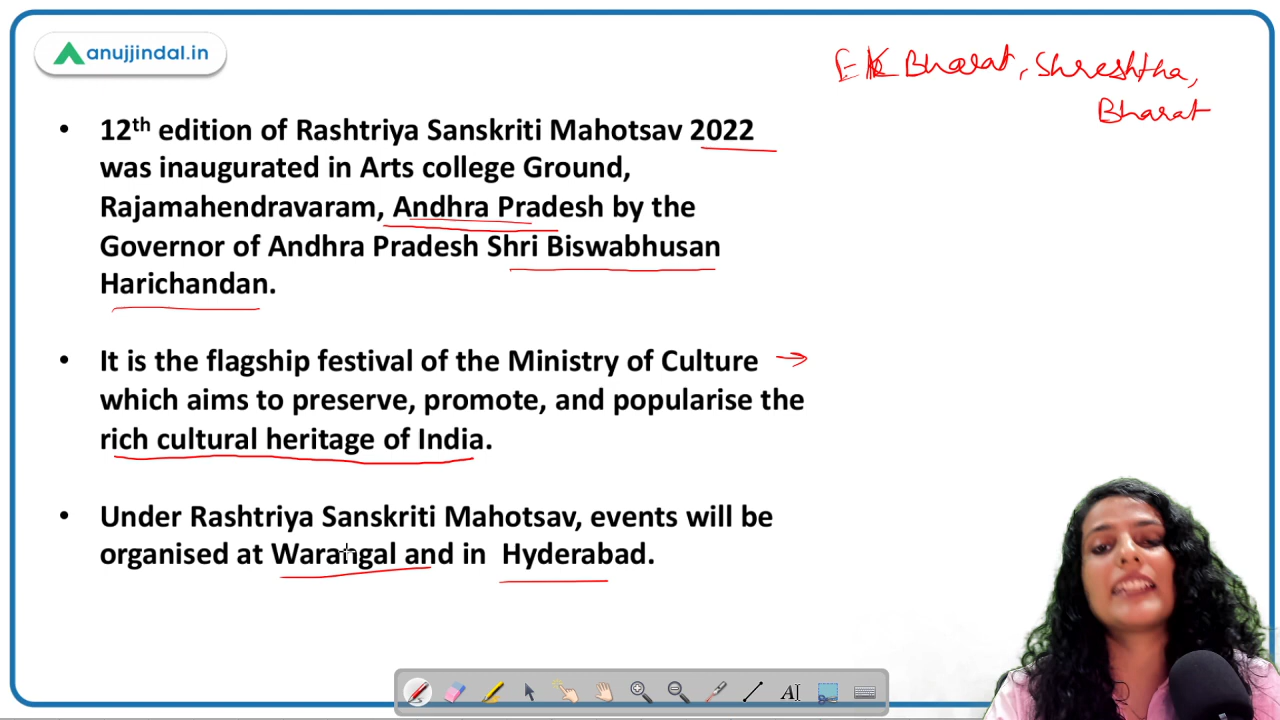 anujjindal.in
EK Bharat, Shreshtha,
Bharat
• 12th edition of Rashtriya Sanskriti Mahotsav 2022
was inaugurated in Arts college Ground,
Rajamahendravaram, Andhra Pradesh by the
Governor of Andhra Pradesh Shri Biswabhusan
Harichandan.
• It is the flagship festival of the Ministry of Culture →
which aims to preserve, promote, and popularise the
rich cultural heritage of India.
• Under Rashtriya Sanskriti Mahotsav, events will be
organised at Warangal and in Hyderabad.